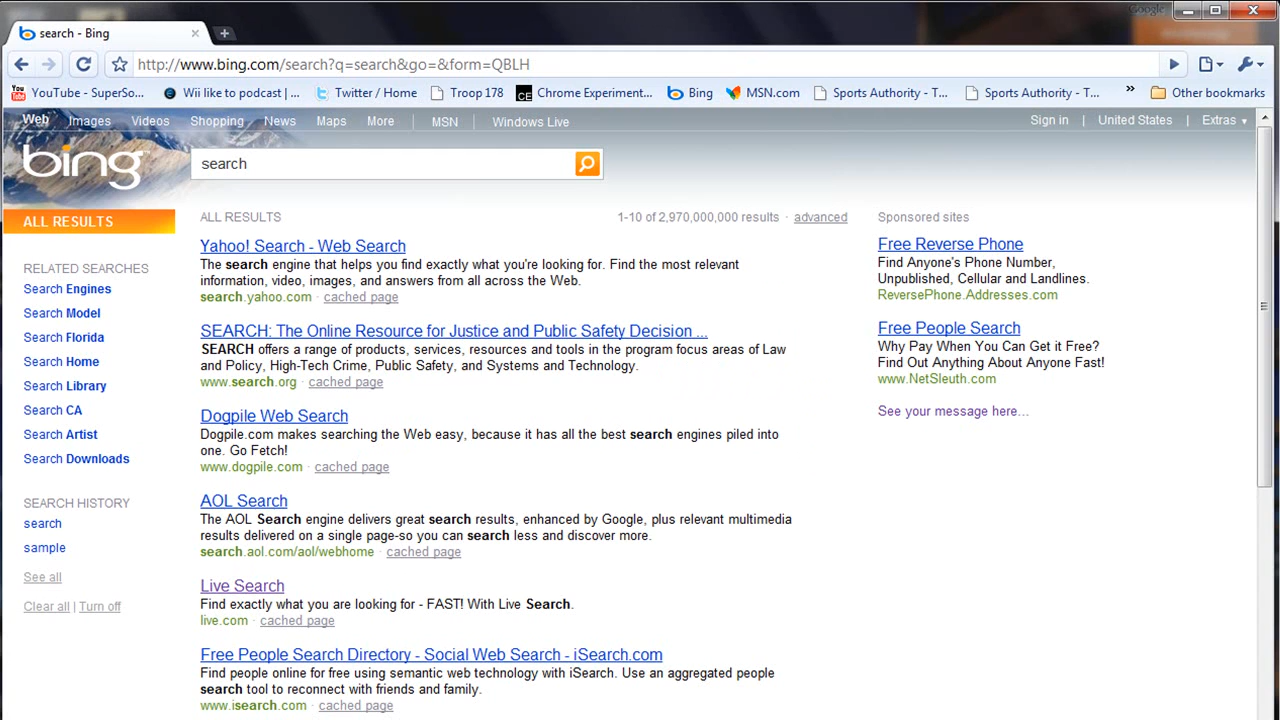 Google
search - Bing
http://www.bing.com/search?q=search&go=&form=QBLH
YouTube - SuperSo...
Wii like to podcast | ...
Twitter / Home
Troop 178
CE
Chrome Experiment...
Bing
MSN.com
Sports Authority - T...
Sports Authority - T...
»
Other bookmarks
Web Images Videos Shopping News Maps More | MSN | Windows Live
Sign in | United States | Extras
bing
search
ALL RESULTS
RELATED SEARCHES
Search Engines
Search Model
Search Florida
Search Home
Search Library
Search CA
Search Artist
Search Downloads
SEARCH HISTORY
search
sample
See all
Clear all | Turn off
ALL RESULTS
1-10 of 2,970,000,000 results · advanced
Yahoo! Search - Web Search
The search engine that helps you find exactly what you're looking for. Find the most relevant
information, video, images, and answers from all across the Web.
search.yahoo.com · cached page
SEARCH: The Online Resource for Justice and Public Safety Decision ...
SEARCH offers a range of products, services, resources and tools in the program focus areas of Law
and Policy, High-Tech Crime, Public Safety, and Systems and Technology.
www.search.org · cached page
Dogpile Web Search
Dogpile.com makes searching the Web easy, because it has all the best search engines piled into
one. Go Fetch!
www.dogpile.com · cached page
AOL Search
The AOL Search engine delivers great search results, enhanced by Google, plus relevant multimedia
results delivered on a single page-so you can search less and discover more.
search.aol.com/aol/webhome · cached page
Live Search
Find exactly what you are looking for - FAST! With Live Search.
live.com · cached page
Free People Search Directory - Social Web Search - iSearch.com
Find people online for free using semantic web technology with iSearch. Use an aggregated people
search tool to reconnect with friends and family.
www.isearch.com · cached page
Sponsored sites
Free Reverse Phone
Find Anyone's Phone Number,
Unpublished, Cellular and Landlines.
ReversePhone.Addresses.com
Free People Search
Why Pay When You Can get it Free?
Find Out Anything About Anyone Fast!
www.NetSleuth.com
See your message here...